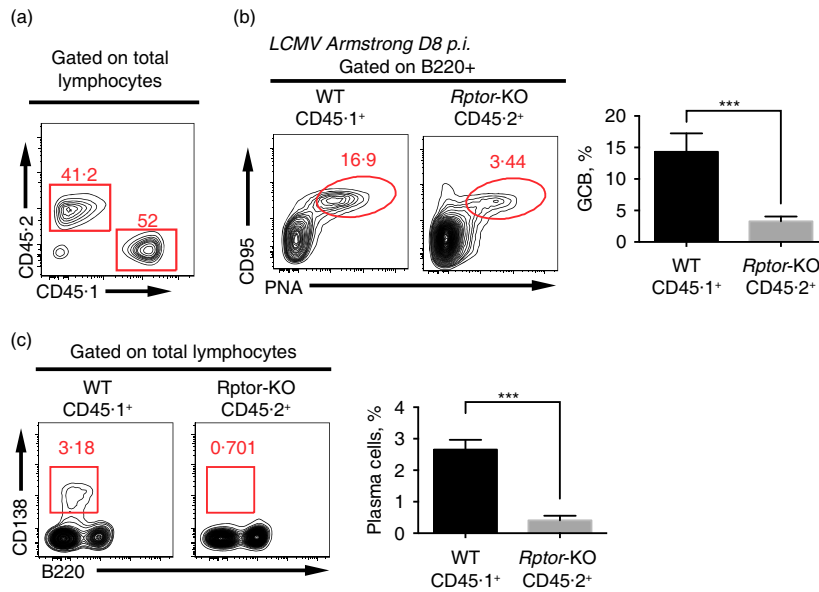 (a)
Gated on total
lymphocytes
41·2
52
CD45·2
CD45·1
(b)
LCMV Armstrong D8 p.i.
Gated on B220+
WT
CD45·1+
Rptor-KO
CD45·2+
16·9
3·44
CD95
PNA
20
15
10
5
0
GCB, %
***
WT
CD45·1+
Rptor-KO
CD45·2+
(c)
Gated on total lymphocytes
WT
CD45·1+
Rptor-KO
CD45·2+
3·18
0·701
CD138
B220
4
3
2
1
0
Plasma cells, %
***
WT
CD45·1+
Rptor-KO
CD45·2+